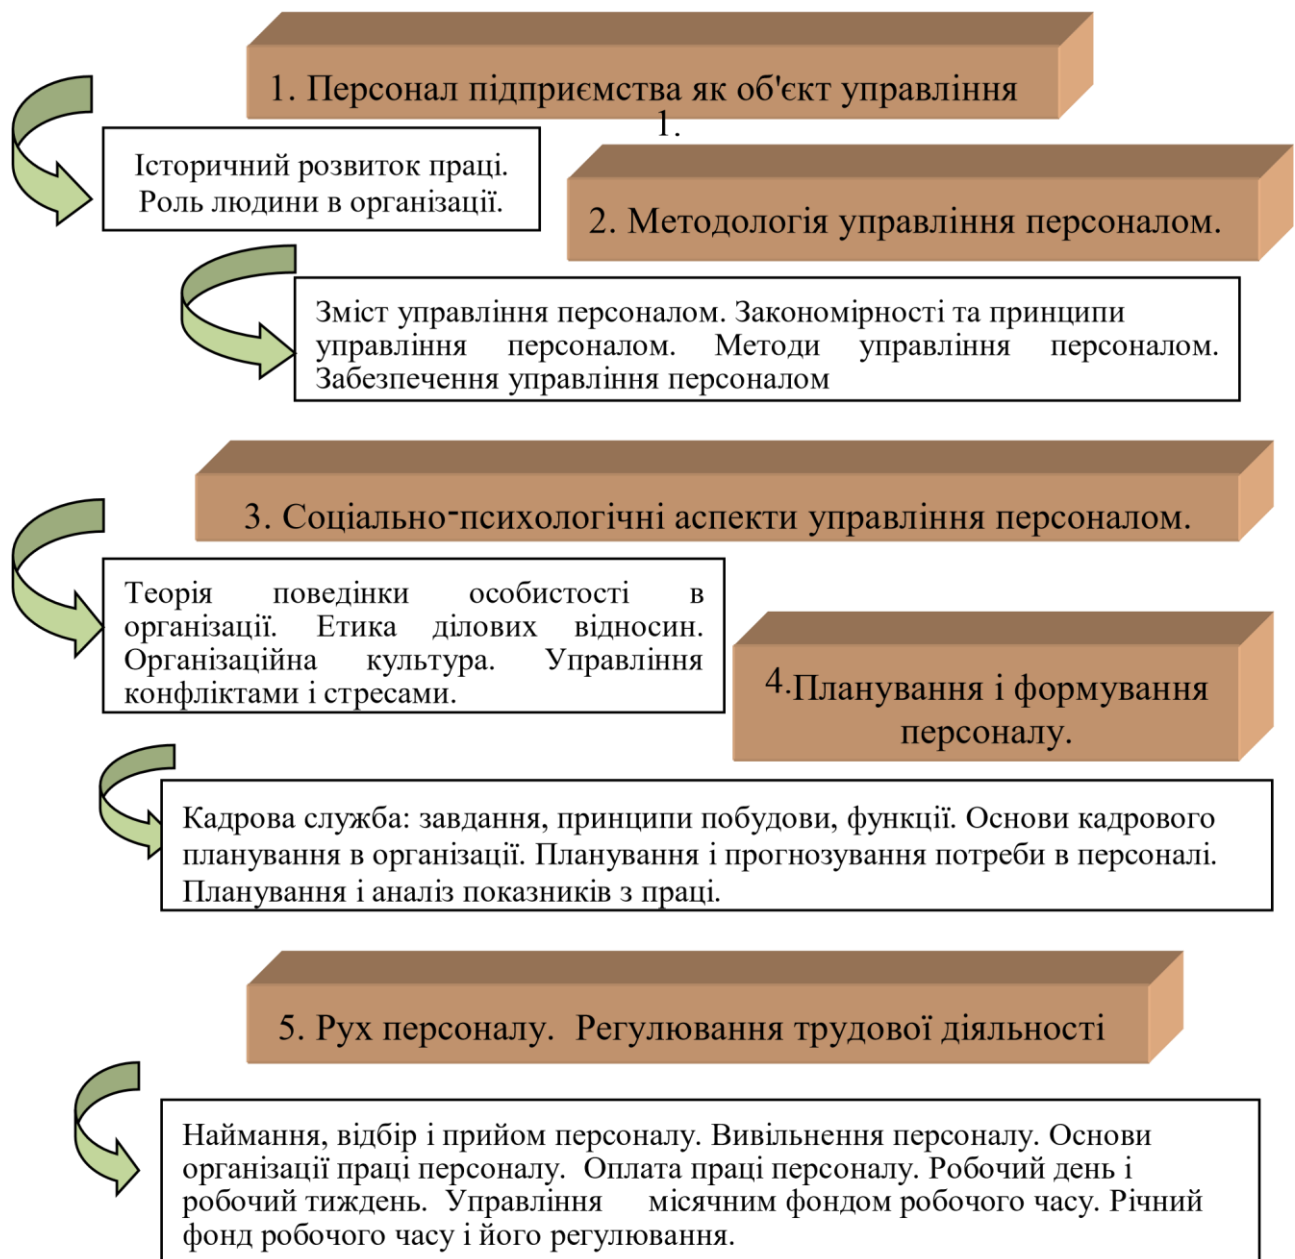 1. Персонал підприємства як об'єкт управління
1.
Історичний розвиток праці.
Роль людини в організації.
2. Методологія управління персоналом.
Зміст управління персоналом. Закономірності та принципи
управління персоналом. Методи управління персоналом.
Забезпечення управління персоналом
3. Соціально-психологічні аспекти управління персоналом.
Теорія поведінки особистості в
організації. Етика ділових відносин.
Організаційна культура. Управління
конфліктами і стресами.
4.Планування і формування
персоналу.
Кадрова служба: завдання, принципи побудови, функції. Основи кадрового
планування в організації. Планування і прогнозування потреби в персоналі.
Планування і аналіз показників з праці.
5. Рух персоналу. Регулювання трудової діяльності
Наймання, відбір і прийом персоналу. Вивільнення персоналу. Основи
організації праці персоналу. Оплата праці персоналу. Робочий день і
робочий тиждень. Управління місячним фондом робочого часу. Річний
фонд робочого часу і його регулювання.